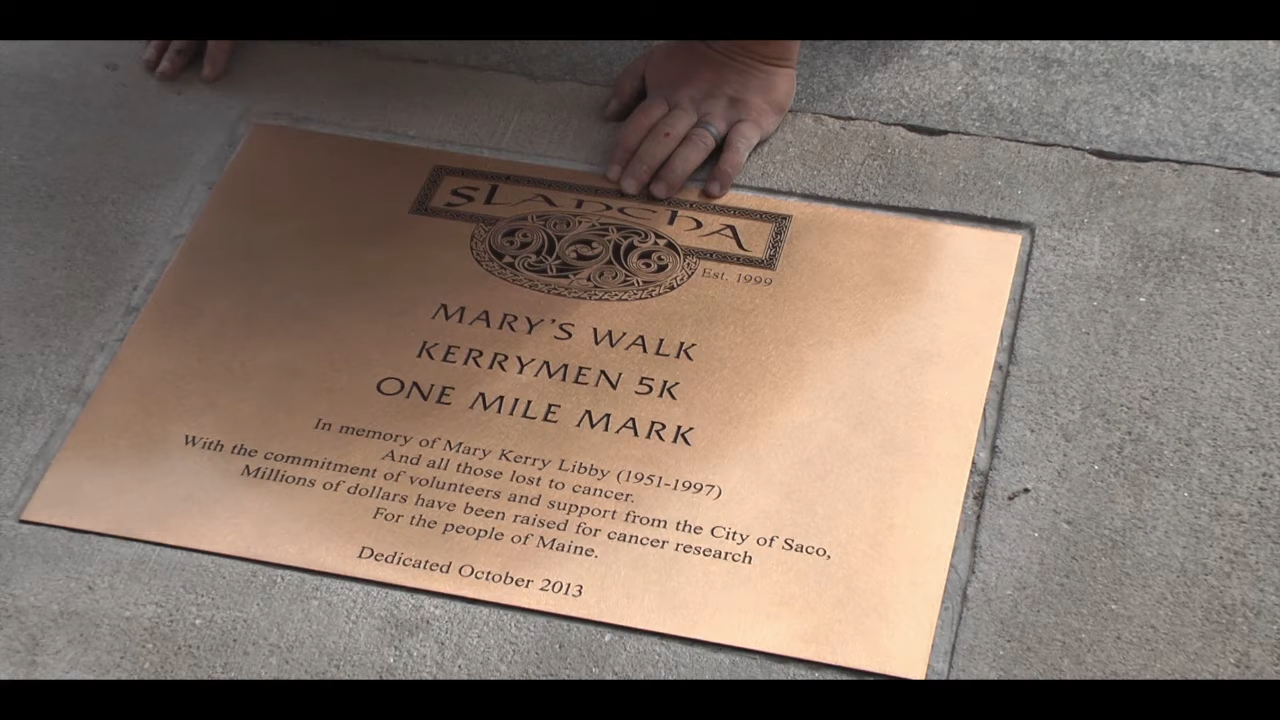 slancha
Est. 1999
MARY'S WALK
KERRYMEN 5K
ONE MILE MARK
In memory of Mary Kerry Libby (1951-1997)
And all those lost to cancer.
With the commitment of volunteers and support from the City of Saco,
Millions of dollars have been raised for cancer research
For the people of Maine.
Dedicated October 2013